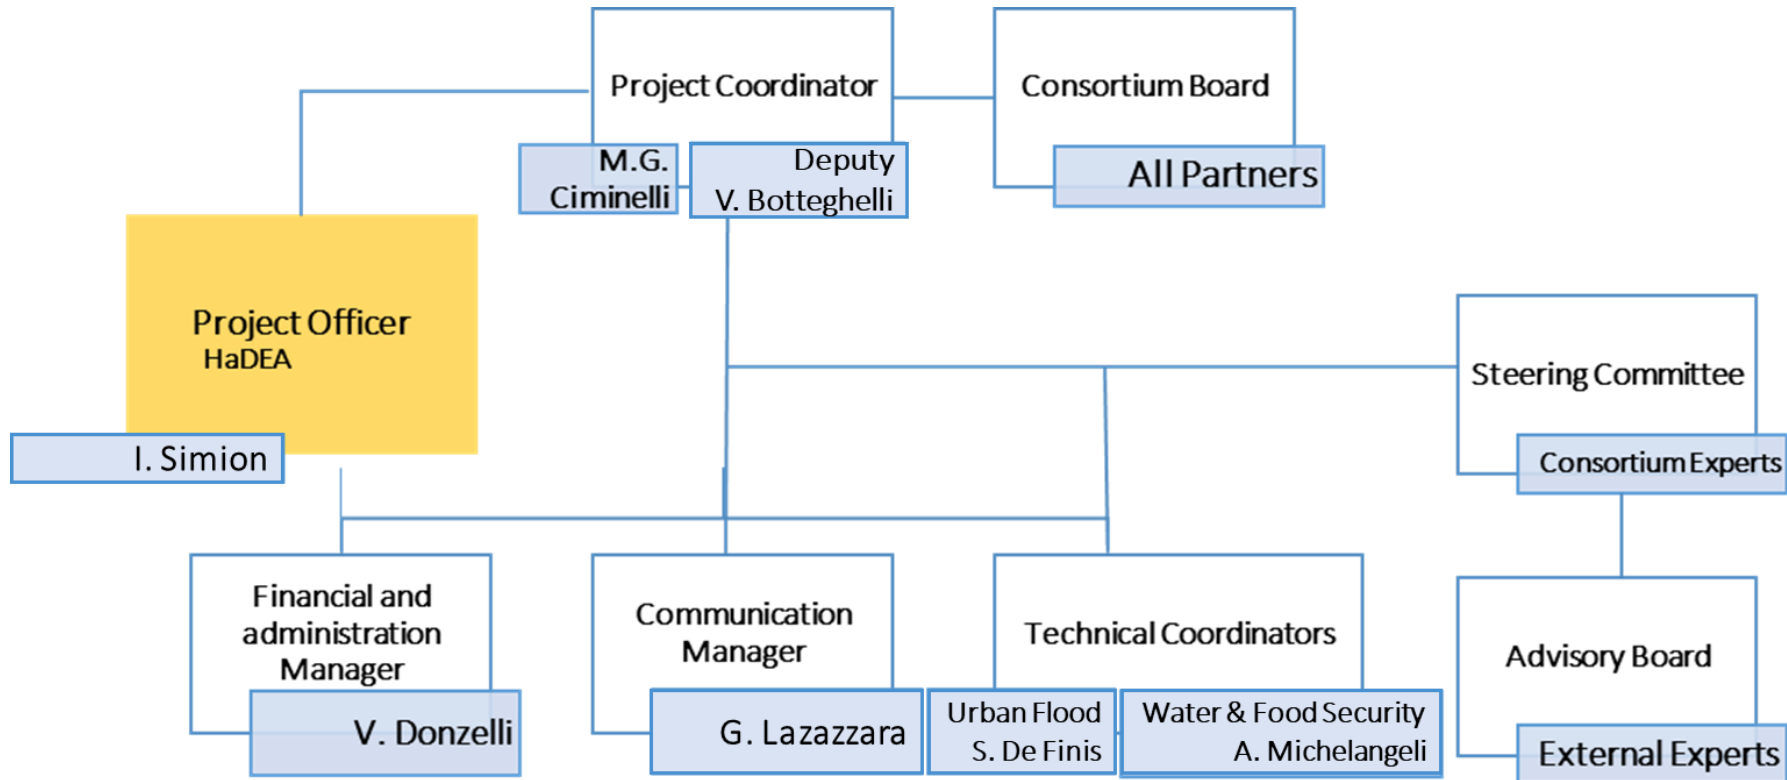 Project Coordinator
M.G.
Ciminelli
Deputy
V. Botteghelli
Consortium Board
All Partners
Project Officer
HaDEA
I. Simion
Steering Committee
Consortium Experts
Financial and
administration
Manager
V. Donzelli
Communication
Manager
G. Lazazzara
Technical Coordinators
Urban Flood
S. De Finis
Water & Food Security
A. Michelangeli
Advisory Board
External Experts